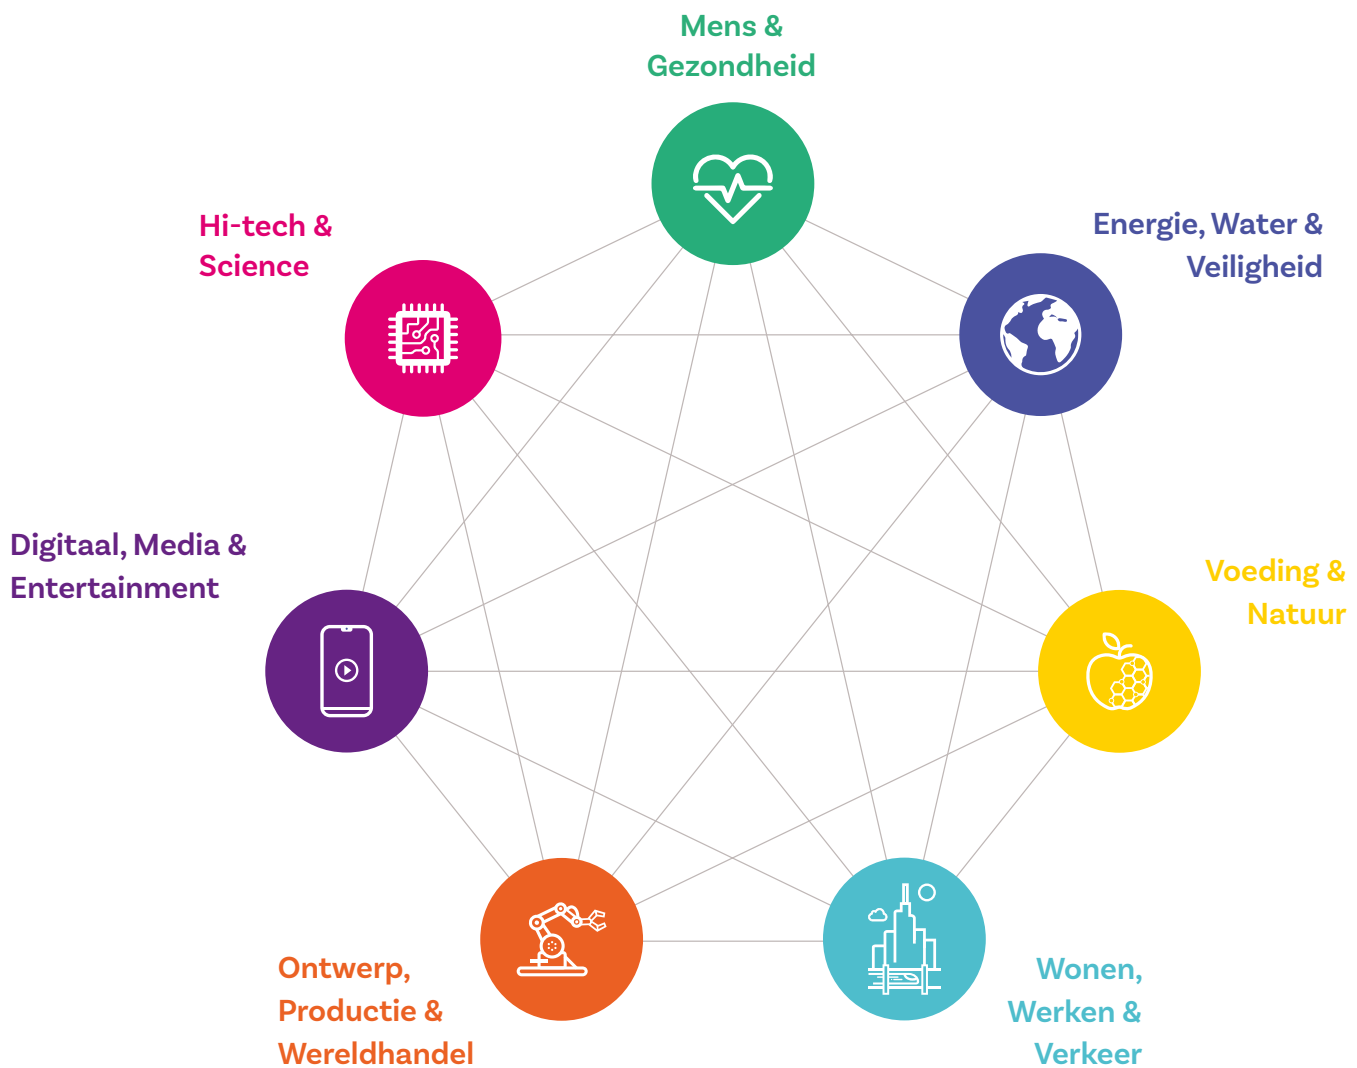 Mens &
Gezondheid
Hi-tech &
Science
Energie, Water &
Veiligheid
Digitaal, Media &
Entertainment
Voeding &
Natuur
Ontwerp,
Productie &
Wereldhandel
Wonen,
Werken &
Verkeer